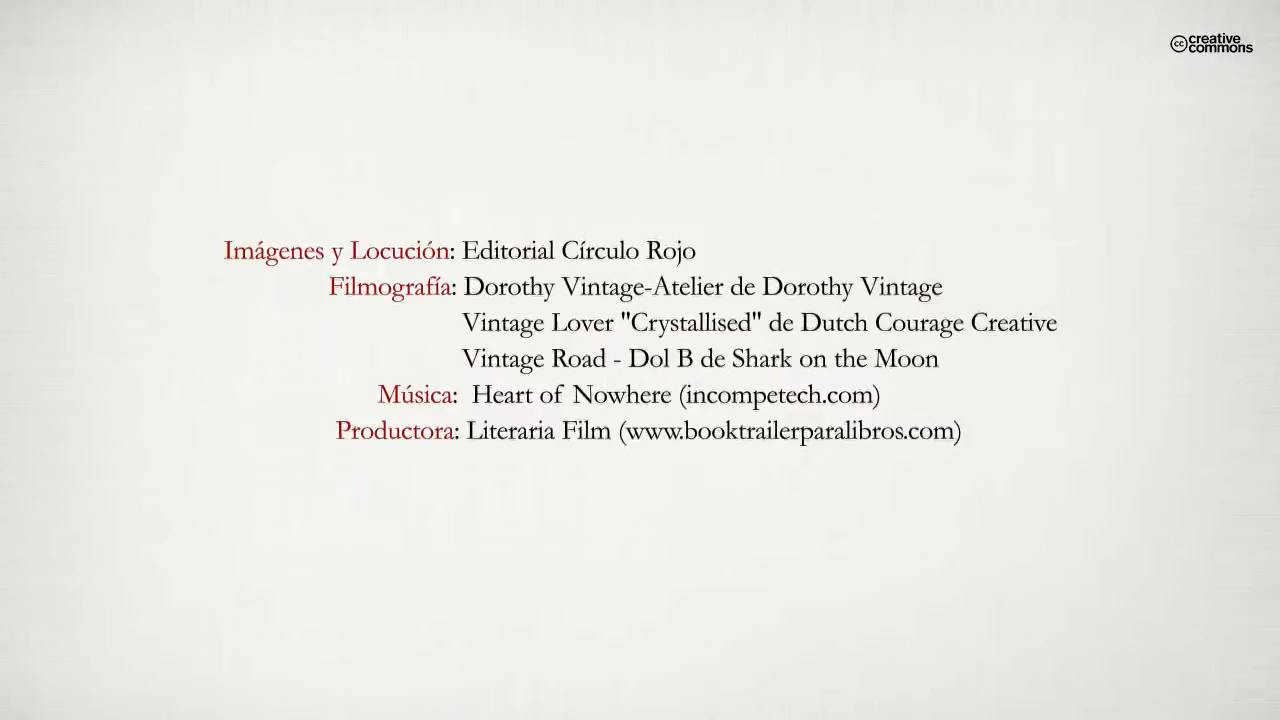 cc creative
commons
Imágenes y Locución: Editorial Círculo Rojo
Filmografía: Dorothy Vintage-Atelier de Dorothy Vintage
Vintage Lover "Crystallised" de Dutch Courage Creative
Vintage Road - Dol B de Shark on the Moon
Música: Heart of Nowhere (incompetech.com)
Productora: Literaria Film (www.booktrailerparalibros.com)